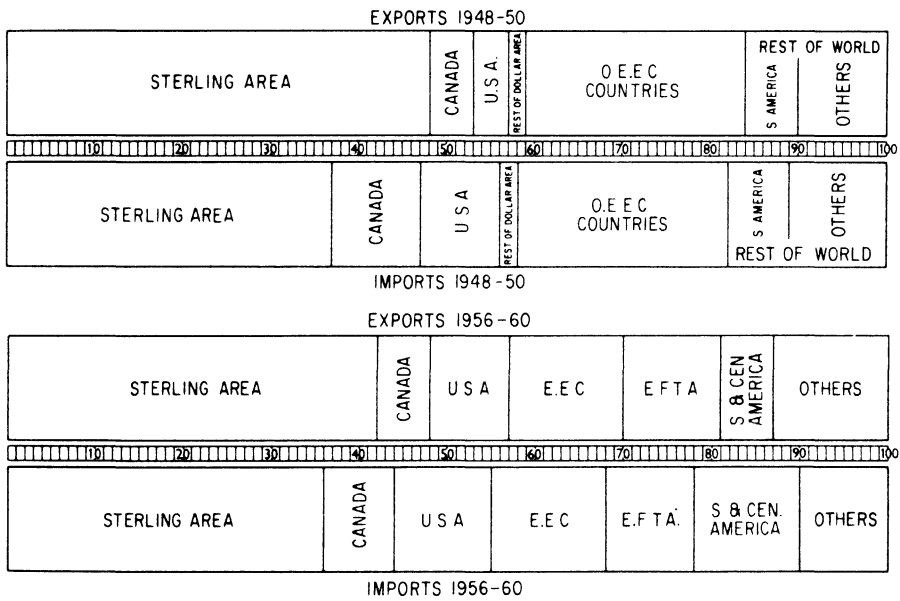 EXPORTS 1948-50
STERLING AREA
CANADA
U.S.A.
REST OF DOLLAR AREA
O E.E.C
COUNTRIES
REST OF WORLD
S AMERICA
OTHERS
10 20 30 40 50 60 70 80 90 100
STERLING AREA
CANADA
U S A
REST OF DOLLAR AREA
O.E.E C
COUNTRIES
S AMERICA
OTHERS
REST OF WORLD
IMPORTS 1948-50
EXPORTS 1956-60
STERLING AREA
CANADA
U S A
E.E C
E F T A
S & CEN
AMERICA
OTHERS
10 20 30 40 50 60 70 80 90 100
STERLING AREA
CANADA
U S A
E.E C
E.F T A.
S & CEN.
AMERICA
OTHERS
IMPORTS 1956-60